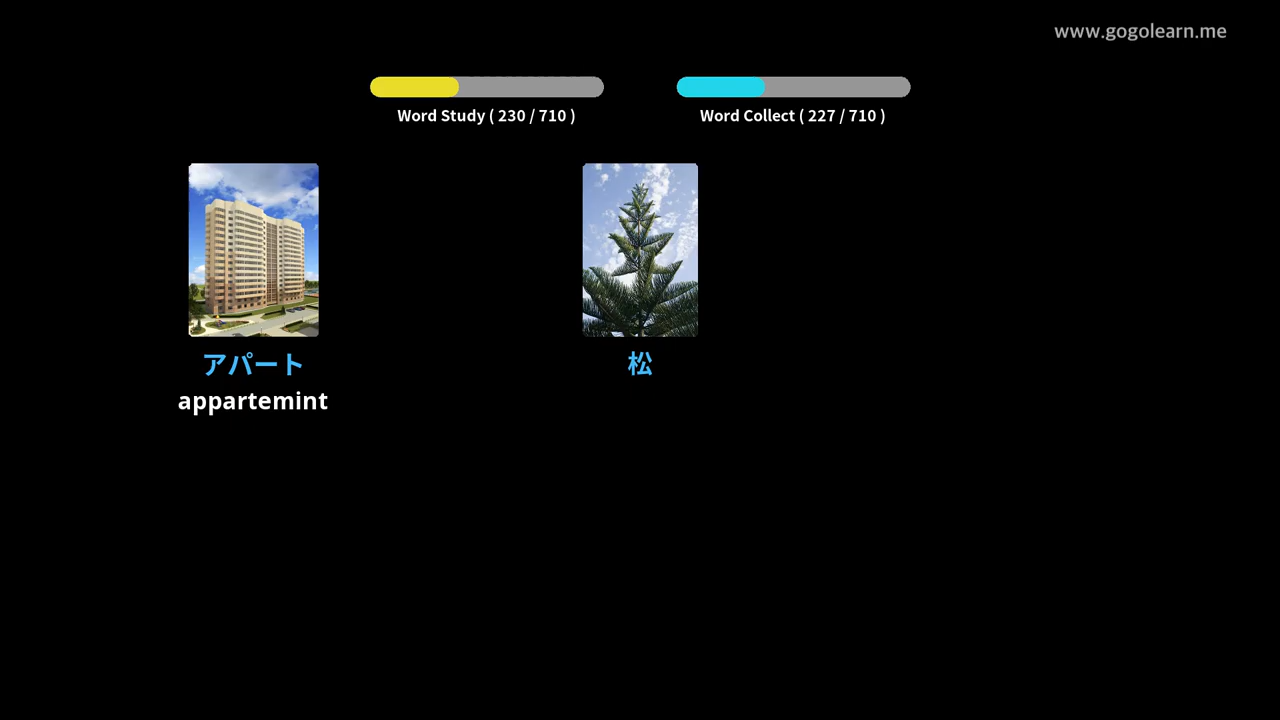 www.gogolearn.me
Word Study ( 230 / 710 )
Word Collect ( 227 / 710 )
アパート
松
appartemint